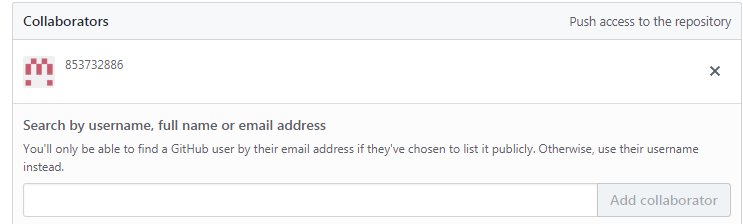 Collaborators Push access to the repository
853732886
Search by username, full name or email address
You'll only be able to find a GitHub user by their email address if they've chosen to list it publicly. Otherwise, use their username
instead.
Add collaborator